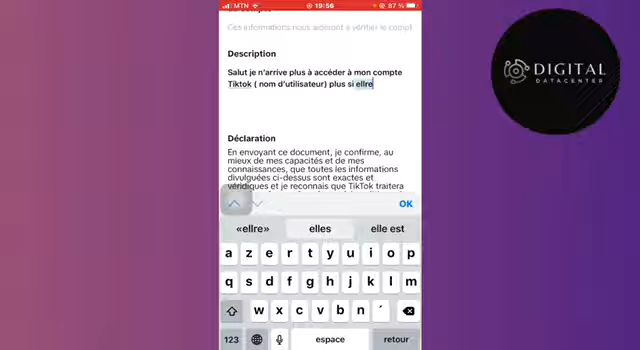 MTN 19:56 87 %
Ces informations nous aideront à vérifier le compt
Description
Salut je n'arrive plus à accéder à mon compte
Tiktok ( nom d'utilisateur) plus si ellre
Déclaration
En envoyant ce document, je confirme, au
mieux de mes capacités et de mes
connaissances, que toutes les informations
divulguées ci-dessus sont exactes et
véridiques et je reconnais que TikTok traitera
OK
«ellre» elles elle est
a z e r t y u i o p
q s d f g h j k l m
w x c v b n ´
123 espace retour
DIGITAL
DATACENTER